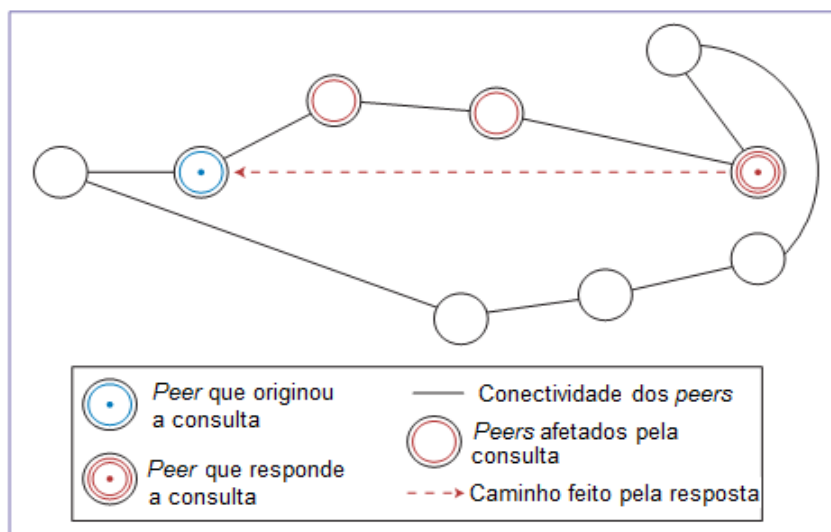 Peer que originou
a consulta
Peer que responde
a consulta
Conectividade dos peers
Peers afetados pela
consulta
Caminho feito pela resposta